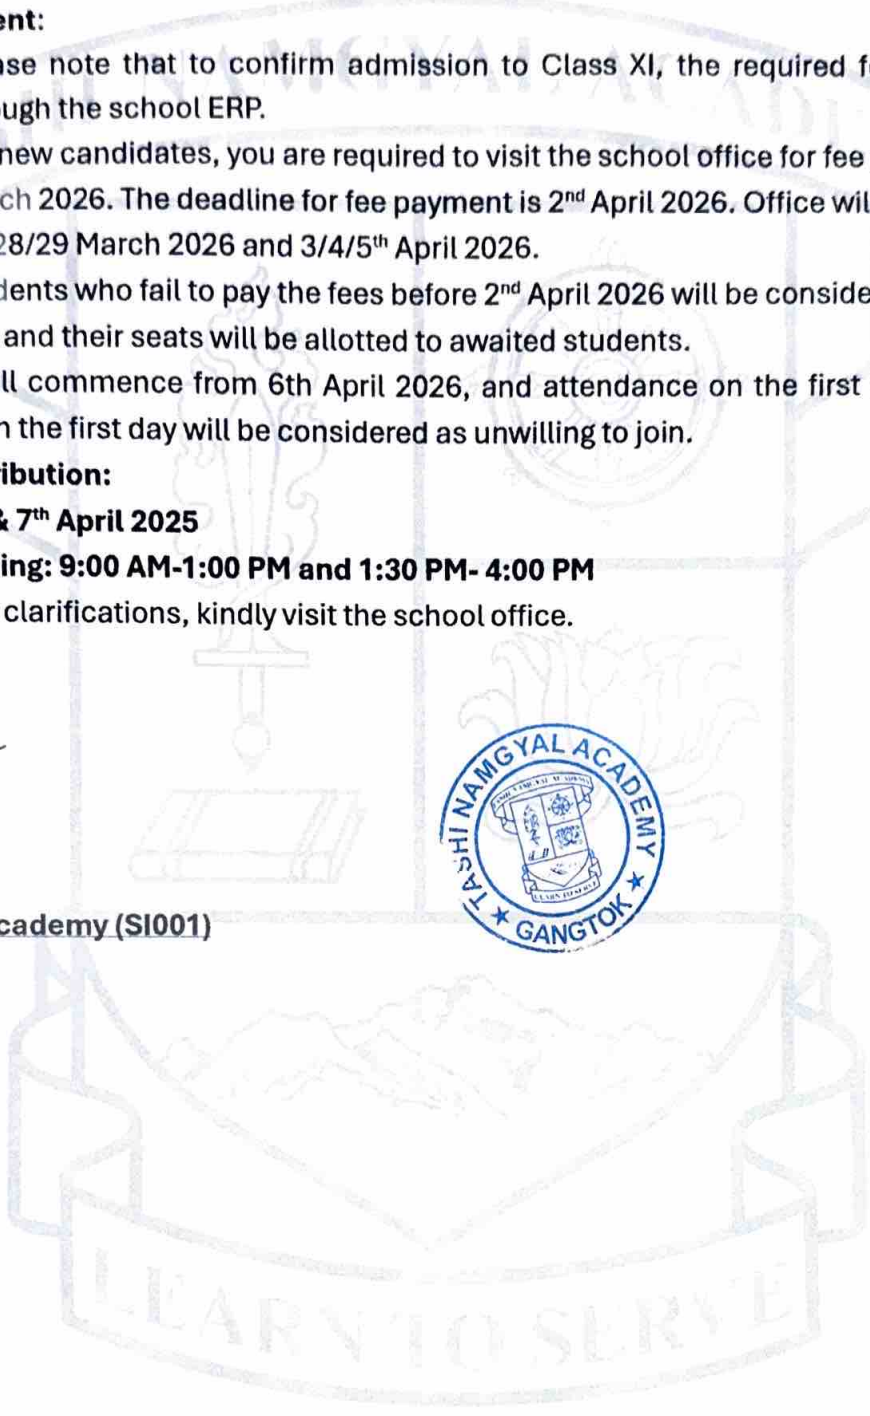 ent:
ase note that to confirm admission to Class XI, the required f
ugh the school ERP.
new candidates, you are required to visit the school office for fee
ch 2026. The deadline for fee payment is 2nd April 2026. Office wil
28/29 March 2026 and 3/4/5th April 2026.
dents who fail to pay the fees before 2nd April 2026 will be conside
and their seats will be allotted to awaited students.
ll commence from 6th April 2026, and attendance on the first
n the first day will be considered as unwilling to join.
ribution:
& 7th April 2025
ing: 9:00 AM-1:00 PM and 1:30 PM- 4:00 PM
clarifications, kindly visit the school office.
TASHI NAMGYAL ACADEMY
GANGTOK
cademy (SI001)
LEARN TO SERVE